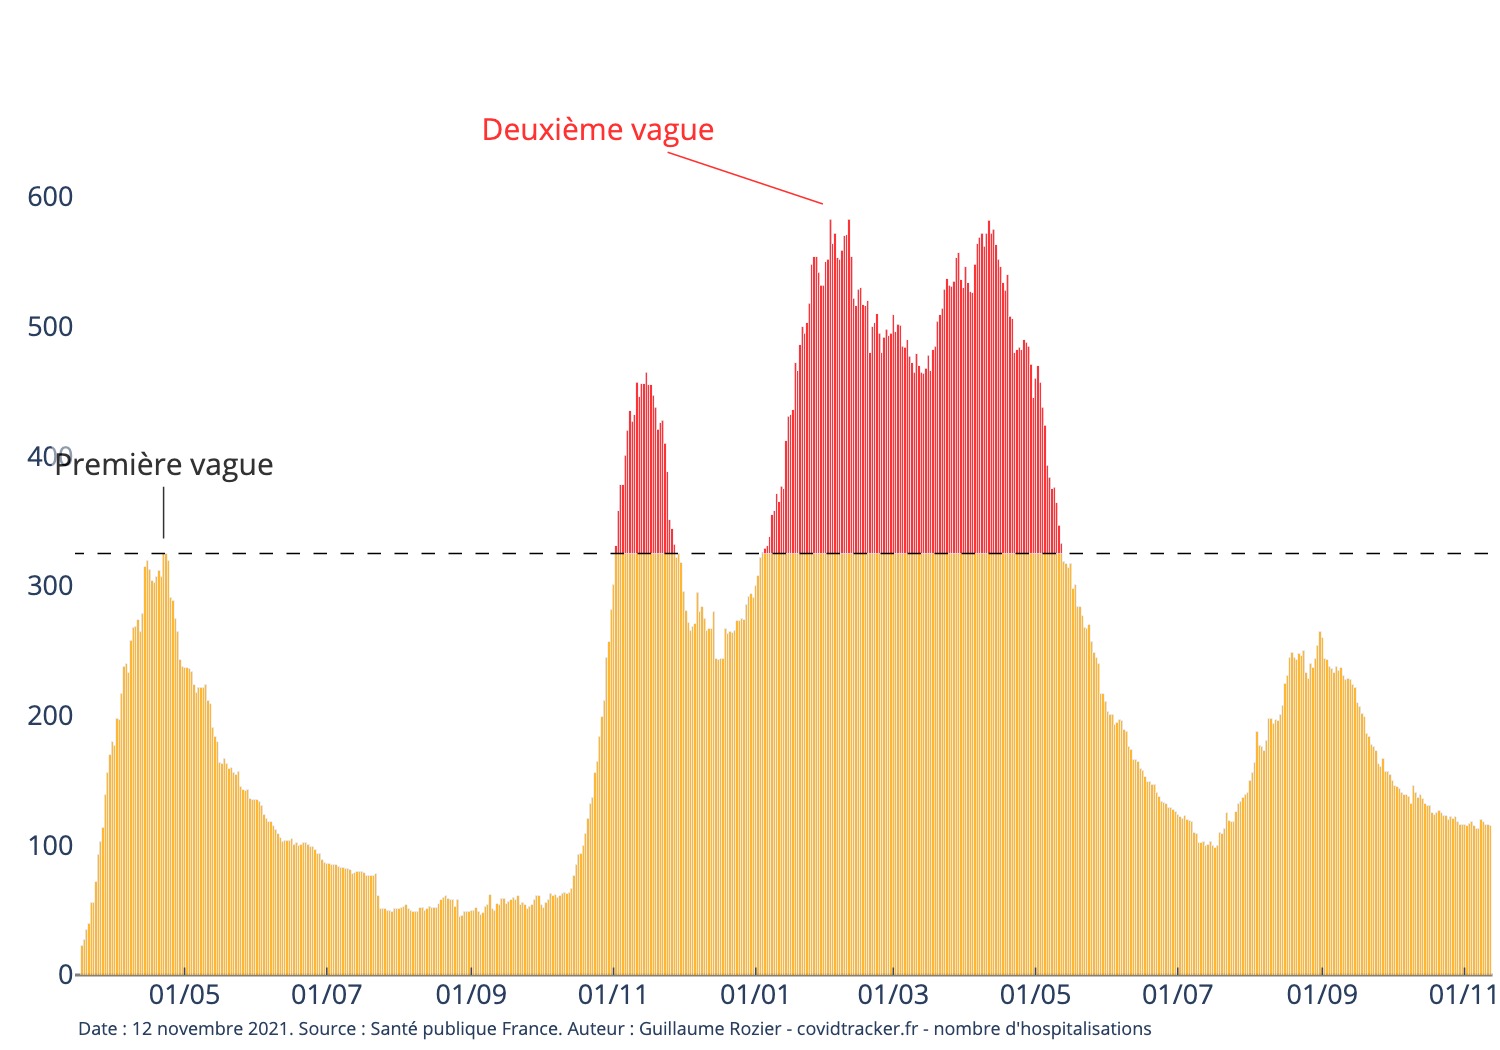 Deuxième vague
600
500
400
Première vague
300
200
100
0
01/05 01/07 01/09 01/11 01/01 01/03 01/05 01/07 01/09 01/11
Date : 12 novembre 2021. Source : Santé publique France. Auteur : Guillaume Rozier - covidtracker.fr - nombre d'hospitalisations